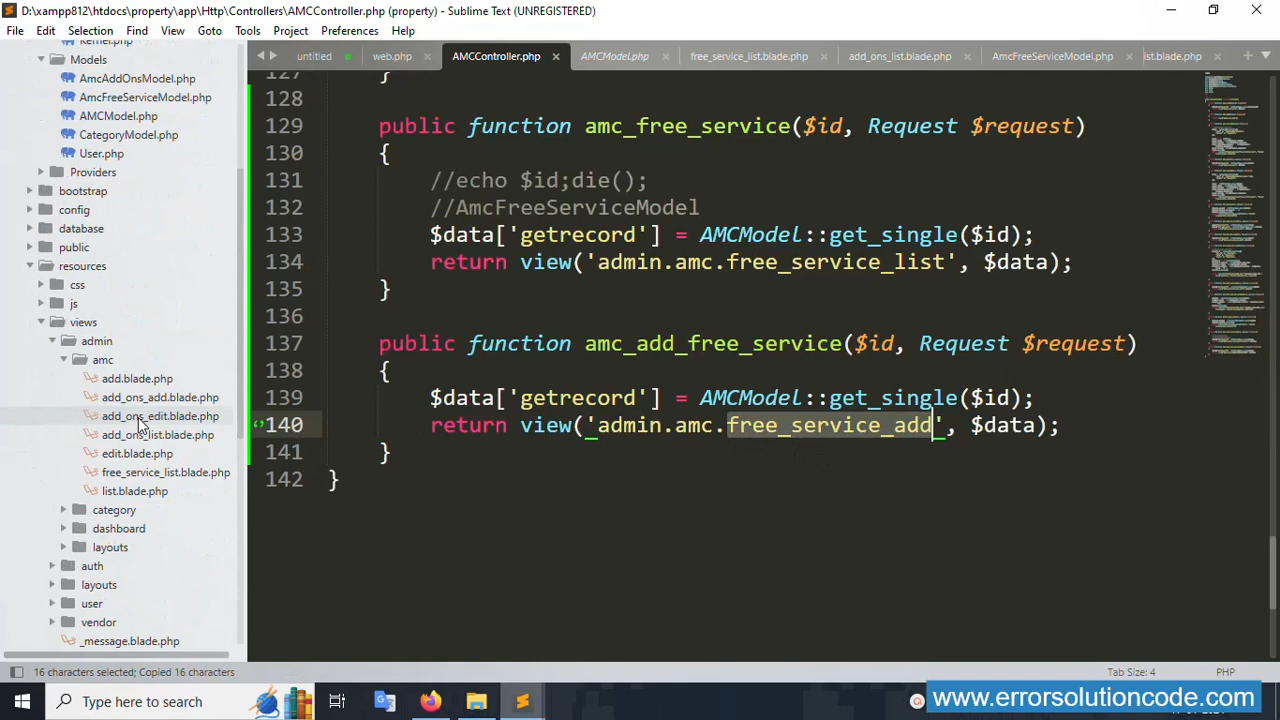 D:\xampp812\htdocs\property\app\Http\Controllers\AMCController.php (property) - Sublime Text (UNREGISTERED)
File Edit Selection Find View Goto Tools Project Preferences Help
untitled web.php AMCController.php AMCModel.php free_service_list.php add_ons_list.php AmcFreeServiceModel.php list.blade.php
Kernel.php
Models
AmcAddOnsModel.php
AmcFreeServiceModel.php
AMCModel.php
CategoryModel.php
User.php
Providers
bootstrap
config
database
public
resources
css
js
views
admin
amc
add.blade.php
add_ons_add.blade.php
add_ons_edit.blade.php
add_ons_list.blade.php
edit.blade.php
free_service_list.blade.php
list.blade.php
category
dashboard
layouts
auth
layouts
user
vendor
_message.blade.php
127 }
128
129 public function amc_free_service($id, Request $request)
130 {
131 //echo $id;die();
132 //AmcFreeServiceModel
133 $data['getrecord'] = AMCModel::get_single($id);
134 return view('admin.amc.free_service_list', $data);
135 }
136
137 public function amc_add_free_service($id, Request $request)
138 {
139 $data['getrecord'] = AMCModel::get_single($id);
140 return view('admin.amc.free_service_add', $data);
141 }
142 }
16 characters selected; Copied 16 characters Tab Size: 4 PHP
Type here to search
www.errorsolutioncode.com